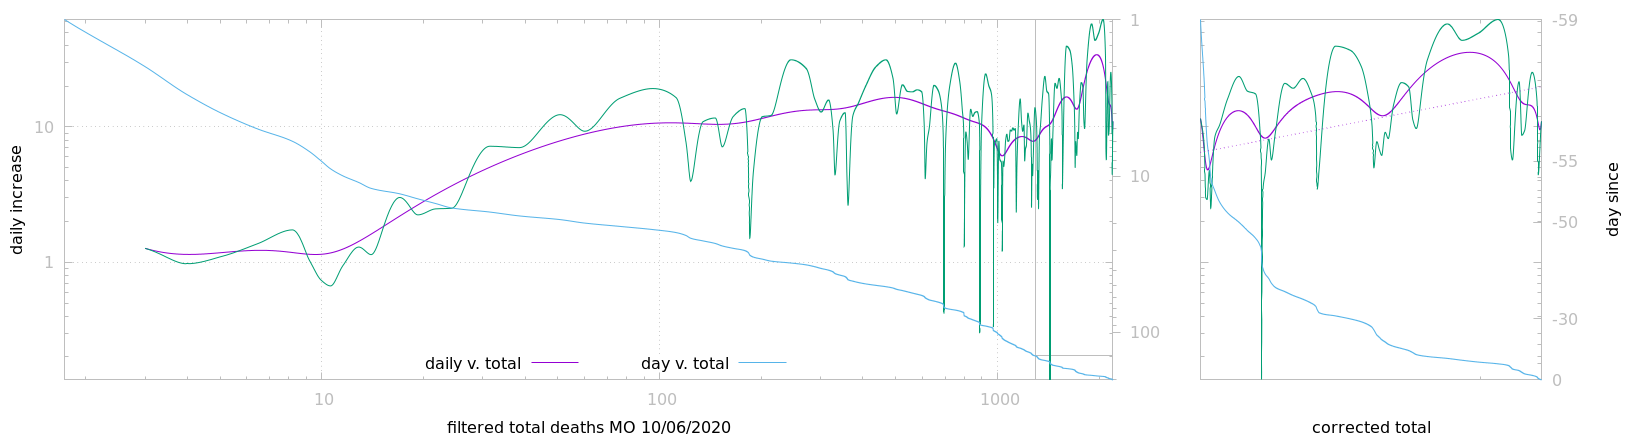 daily increase
10
1
daily v. total
day v. total
10
100
1000
filtered total deaths MO 10/06/2020
1
10
100
-59
-55
-50
-30
0
day since
corrected total